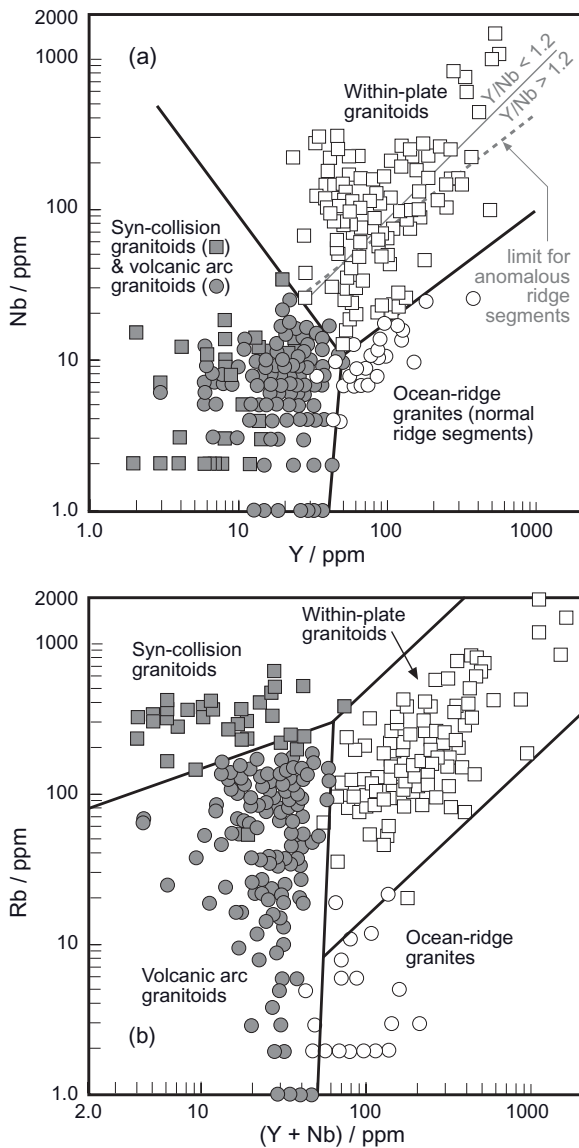 2000
1000
100
10
1.0
Nb / ppm
(a)
Within-plate
granitoids
Y/Nb < 1.2
Y/Nb > 1.2
Syn-collision
granitoids ( )
& volcanic arc
granitoids ( )
limit for
anomalous
ridge
segments
Ocean-ridge
granites (normal
ridge segments)
1.0
10
100
1000
Y / ppm
2000
1000
100
10
1.0
Rb / ppm
Syn-collision
granitoids
Within-plate
granitoids
Volcanic arc
granitoids
Ocean-ridge
granites
(b)
2.0
10
100
1000
(Y + Nb) / ppm